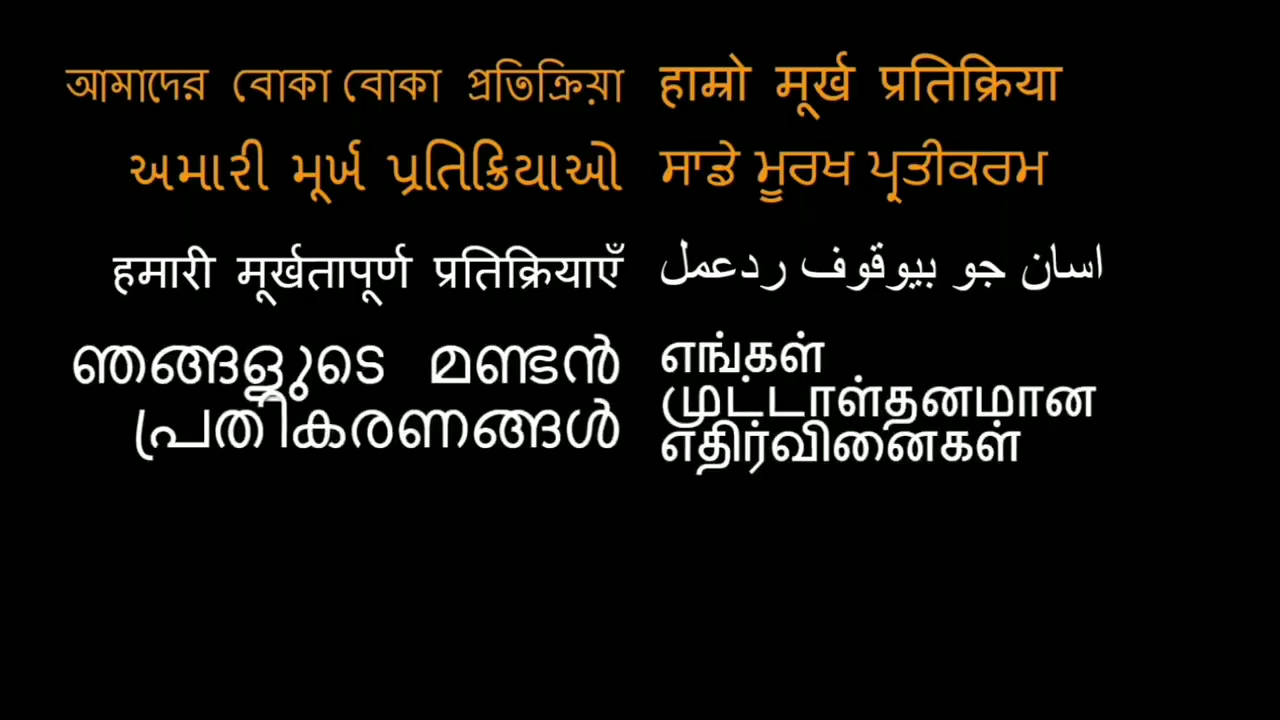 আমাদের বোকা বোকা প্রতিক্রিয়া
हाम्रो मूर्ख प्रतिक्रिया
અમારી મૂર્ખ પ્રતિક્રિયાઓ
ਸਾਡੇ ਮੂਰਖ ਪ੍ਰਤੀਕਰਮ
हमारी मूर्खतापूर्ण प्रतिक्रियाएँ
اسان جو بيوقوف ردعمل
ഞങ്ങളുടെ മണ്ടൻ
പ്രതികരണങ്ങൾ
எங்கள்
முட்டாள்தனமான
எதிர்வினைகள்